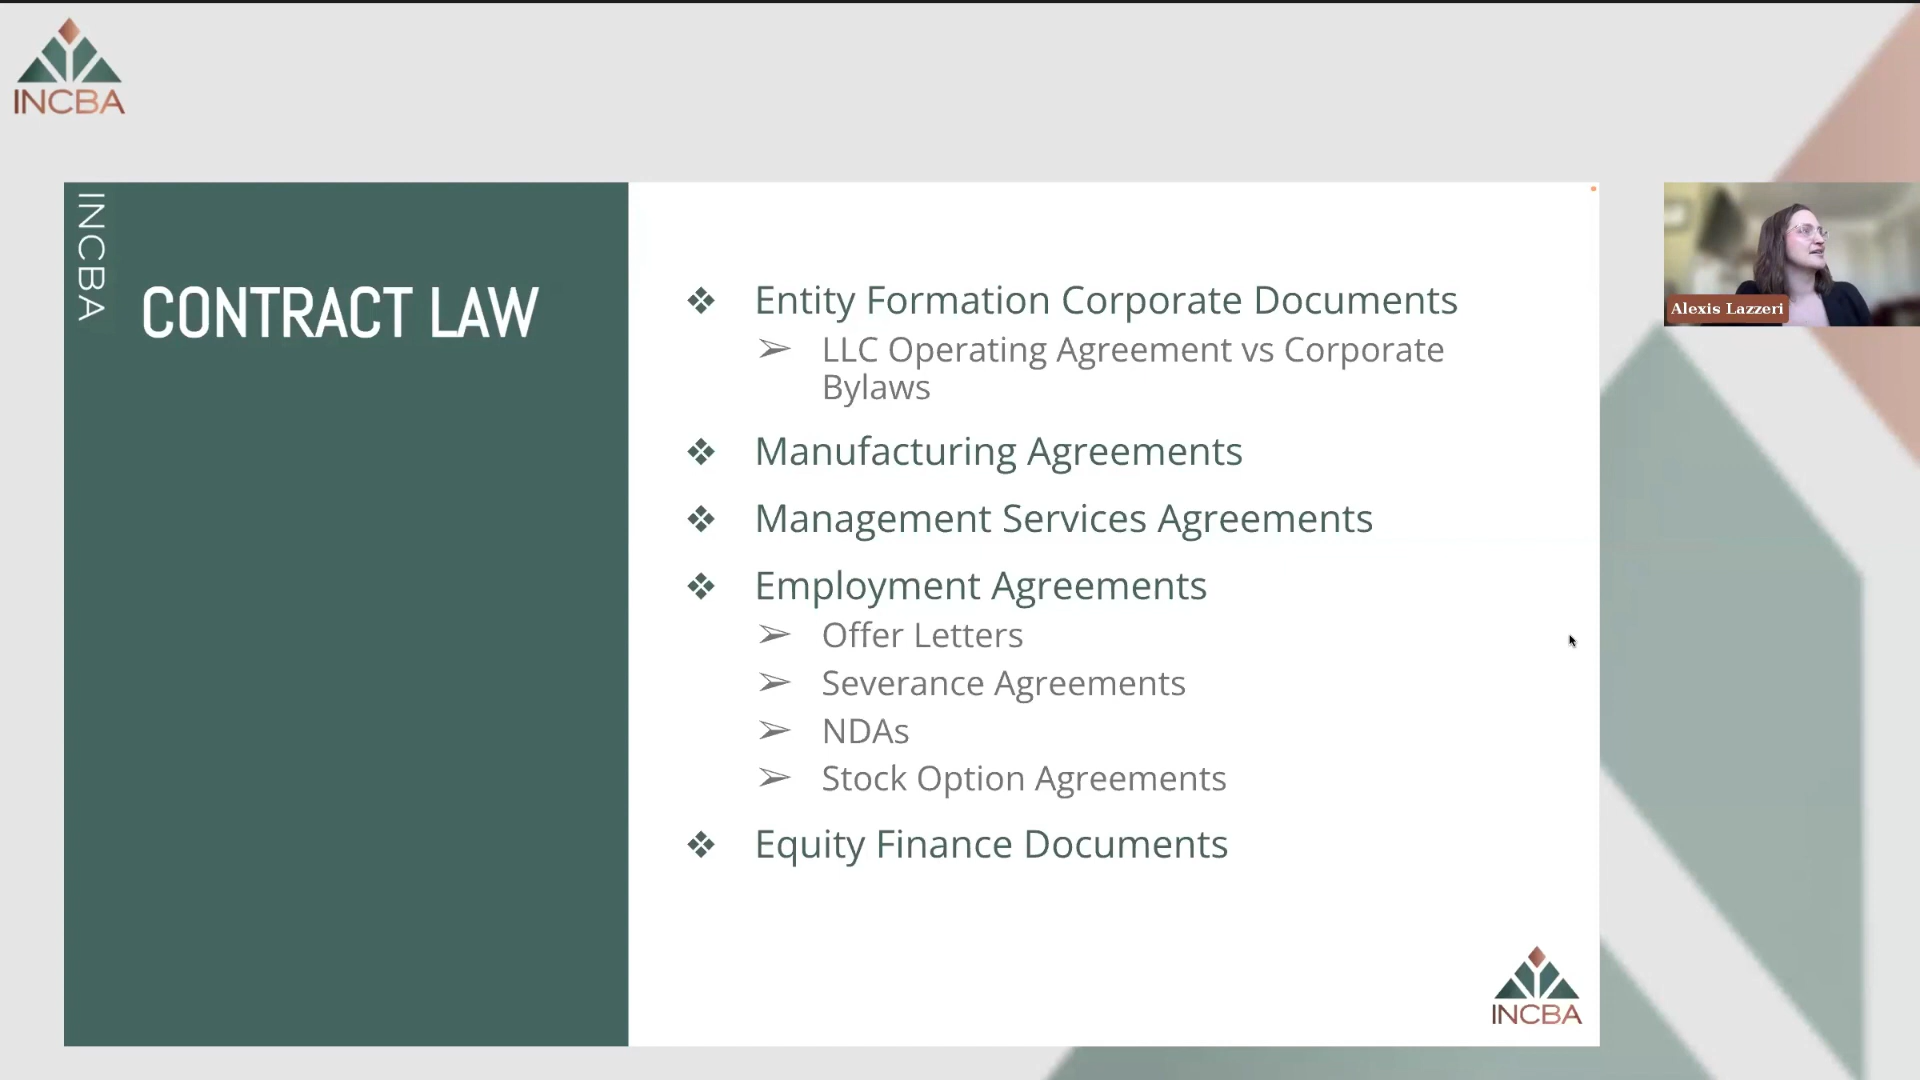 INCBA
INCBA
CONTRACT LAW
❖ Entity Formation Corporate Documents
➢ LLC Operating Agreement vs Corporate
Bylaws
❖ Manufacturing Agreements
❖ Management Services Agreements
❖ Employment Agreements
➢ Offer Letters
➢ Severance Agreements
➢ NDAs
➢ Stock Option Agreements
❖ Equity Finance Documents
Alexis Lazzeri
INCBA